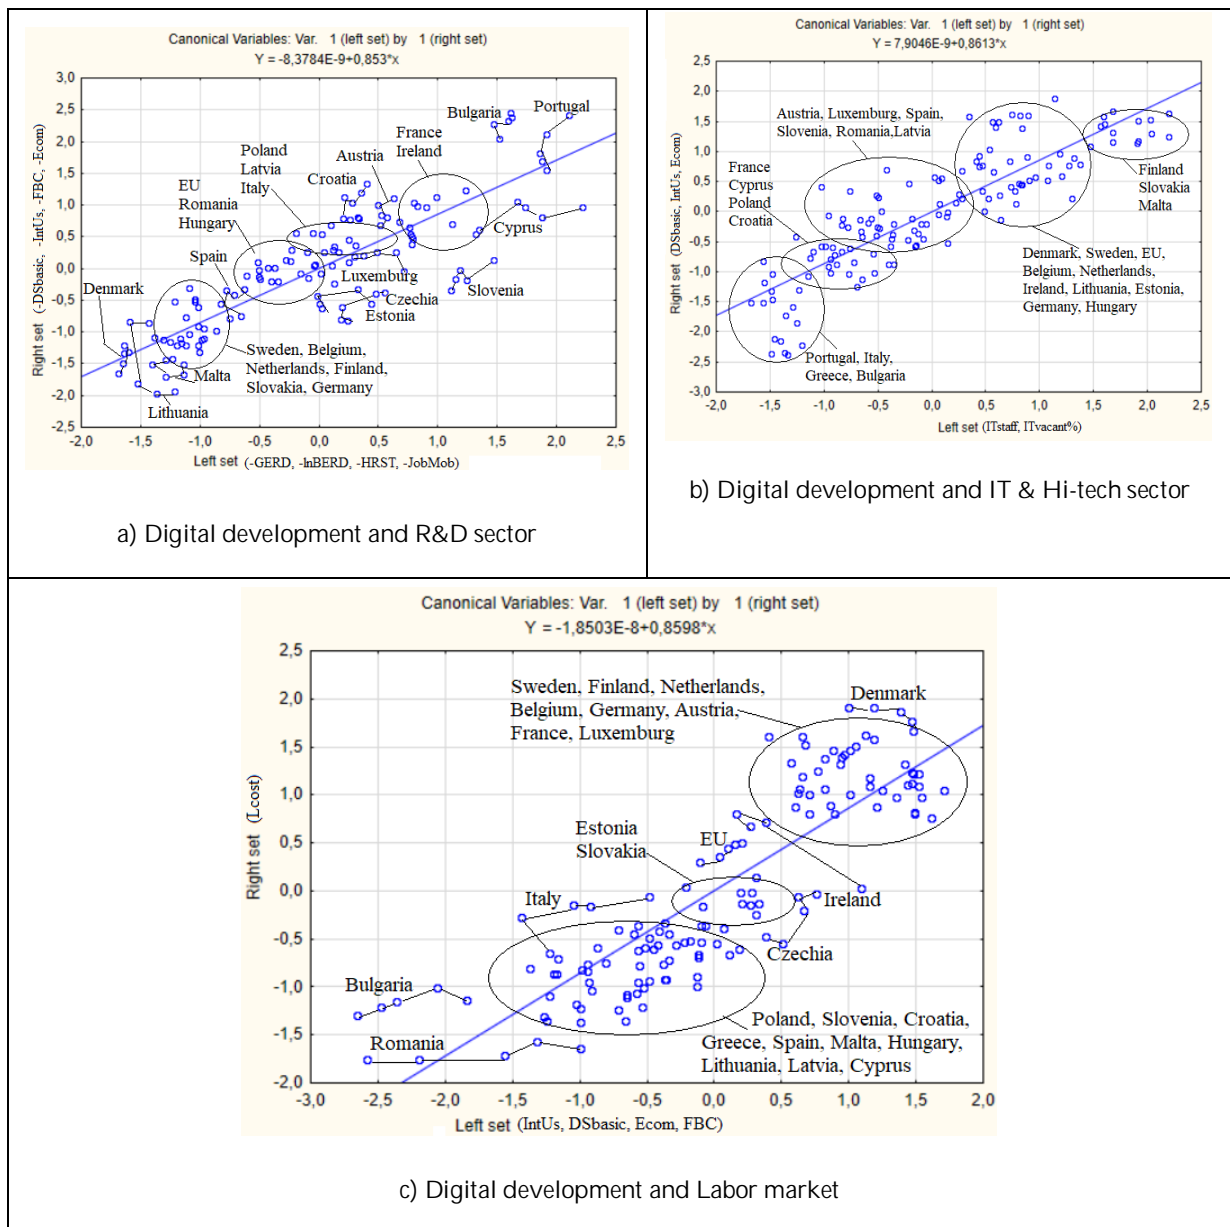 Canonical Variables: Var. 1 (left set) by 1 (right set)
Y = -8,3784E-9+0,853*x
3,0
2,5
2,0
1,5
1,0
0,5
0,0
-0,5
-1,0
-1,5
-2,0
-2,5
-2,0
-1,5
-1,0
-0,5
0,0
0,5
1,0
1,5
2,0
2,5
Right set (-DSbasic, -IntUs, -FBC, -Ecom)
Left set (-GERD, -lnBERD, -HRST, -JobMob)
Bulgaria
Portugal
France
Ireland
Poland
Latvia
Italy
Austria
Croatia
EU
Romania
Hungary
Cyprus
Spain
Luxemburg
Slovenia
Denmark
Czechia
Estonia
Sweden, Belgium,
Netherlands, Finland,
Slovakia, Germany
Malta
Lithuania
a) Digital development and R&D sector
Canonical Variables: Var. 1 (left set) by 1 (right set)
Y = 7,9046E-9+0,8613*x
2,5
2,0
1,5
1,0
0,5
0,0
-0,5
-1,0
-1,5
-2,0
-2,5
-3,0
-2,0
-1,5
-1,0
-0,5
0,0
0,5
1,0
1,5
2,0
2,5
Right set (DSbasic, IntUs, Ecom)
Left set (ITstaff, ITvacant%)
Austria, Luxemburg, Spain,
Slovenia, Romania,Latvia
France
Cyprus
Poland
Croatia
Finland
Slovakia
Malta
Denmark, Sweden, EU,
Belgium, Netherlands,
Ireland, Lithuania, Estonia,
Germany, Hungary
Portugal, Italy,
Greece, Bulgaria
b) Digital development and IT & Hi-tech sector
Canonical Variables: Var. 1 (left set) by 1 (right set)
Y = -1,8503E-8+0,8598*x
2,5
2,0
1,5
1,0
0,5
0,0
-0,5
-1,0
-1,5
-2,0
-3,0
-2,5
-2,0
-1,5
-1,0
-0,5
0,0
0,5
1,0
1,5
2,0
Right set (Lcost)
Left set (IntUs, DSbasic, Ecom, FBC)
Sweden, Finland, Netherlands,
Belgium, Germany, Austria,
France, Luxemburg
Denmark
Estonia
Slovakia
EU
Italy
Ireland
Czechia
Bulgaria
Romania
Poland, Slovenia, Croatia,
Greece, Spain, Malta, Hungary,
Lithuania, Latvia, Cyprus
c) Digital development and Labor market